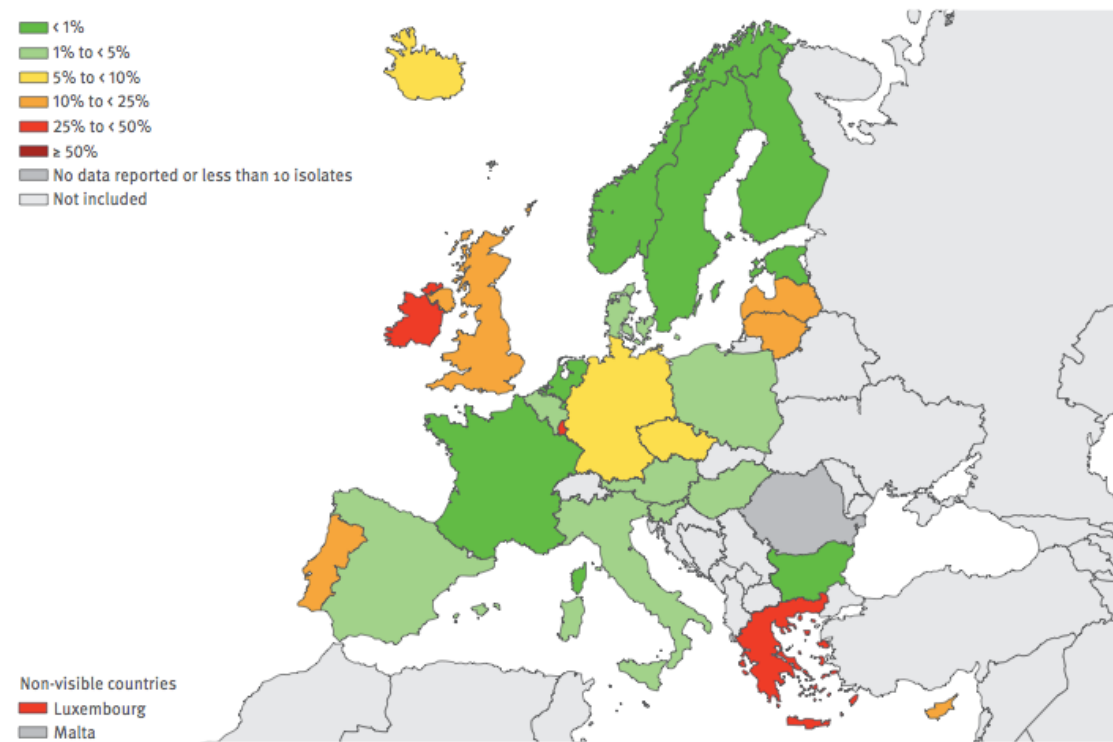 < 1%
1% to < 5%
5% to < 10%
10% to < 25%
25% to < 50%
≥ 50%
No data reported or less than 10 isolates
Not included
Non-visible countries
Luxembourg
Malta